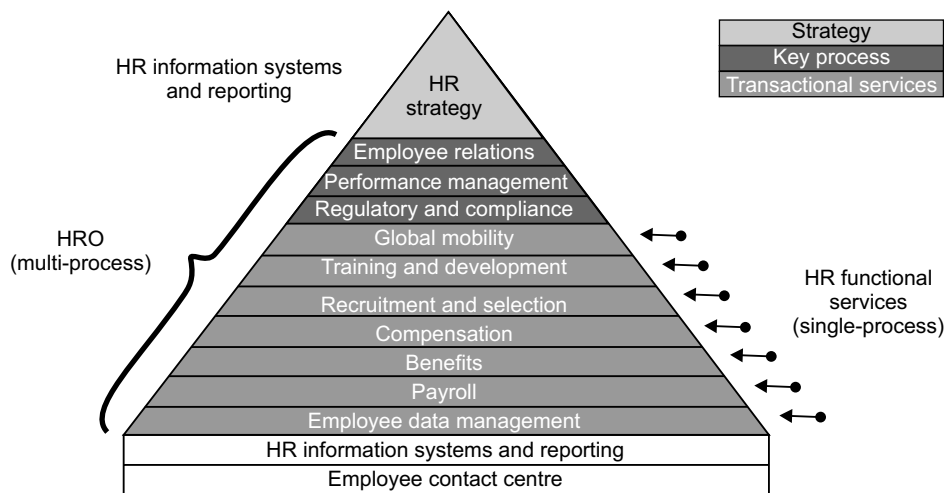 HR information systems
and reporting
HR
strategy
Strategy
Key process
Transactional services
Employee relations
Performance management
Regulatory and compliance
Global mobility
Training and development
Recruitment and selection
Compensation
Benefits
Payroll
Employee data management
HRO
(multi-process)
HR functional
services
(single-process)
HR information systems and reporting
Employee contact centre